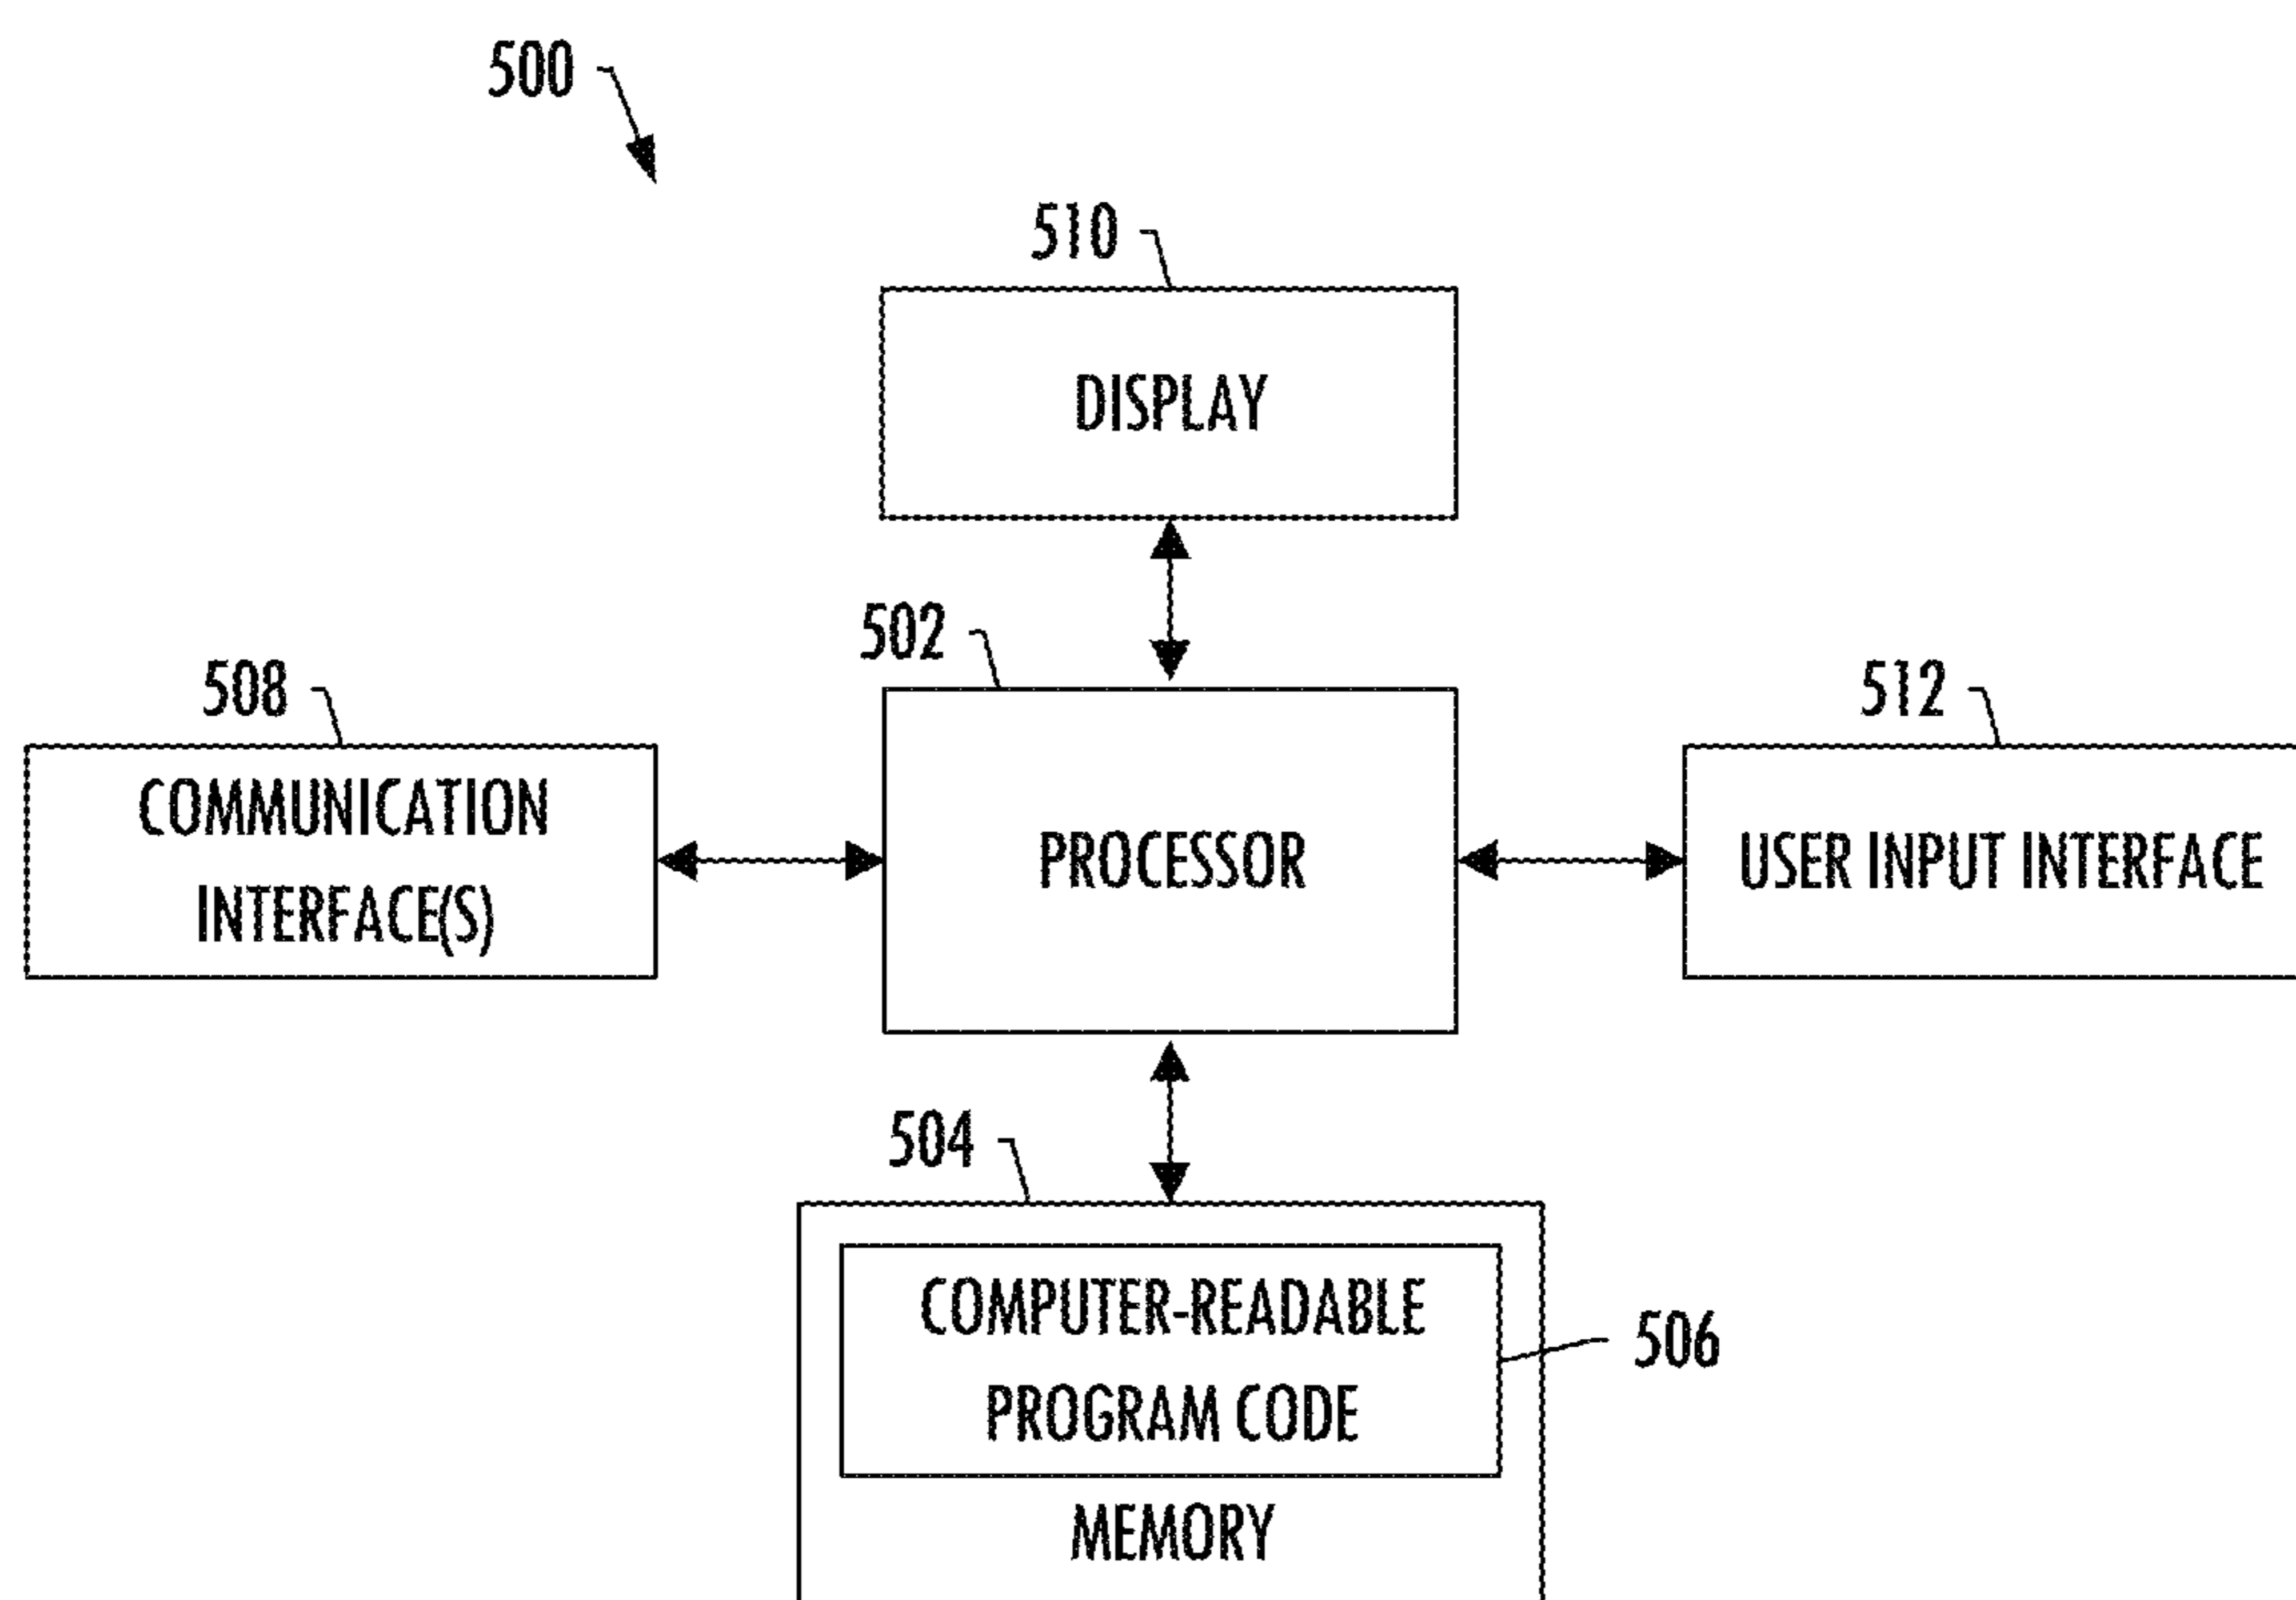 500
510
DISPLAY
502
508
512
COMMUNICATION
INTERFACE(S)
PROCESSOR
USER INPUT INTERFACE
504
COMPUTER-READABLE
PROGRAM CODE
506
MEMORY